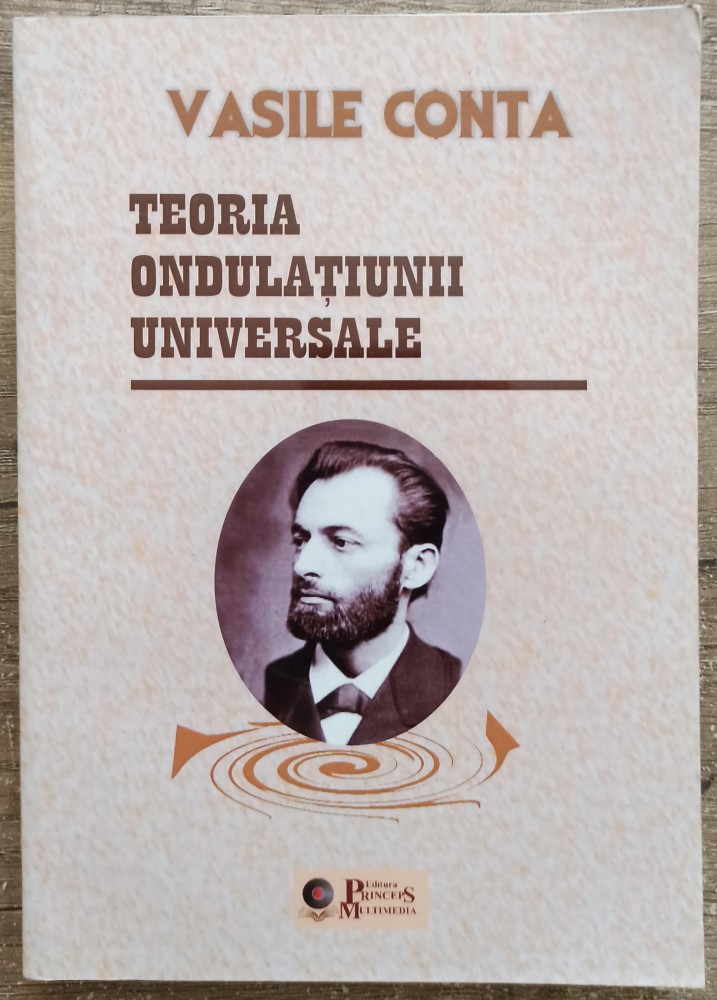 VASILE CONTA
TEORIA
ONDULAȚIUNII
UNIVERSALE
Editura
PRINCEPS
MULTIMEDIA